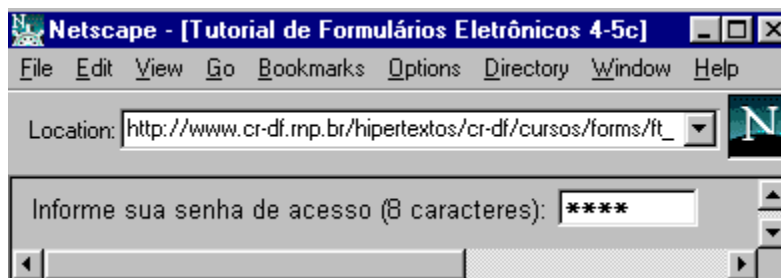 Netscape - [Tutorial de Formulários Eletrônicos 4-5c]
File Edit View Go Bookmarks Options Directory Window Help
Location: http://www.cr-df.rnp.br/hipertextos/cr-df/cursos/forms/ft_
N
Informe sua senha de acesso (8 caracteres): ****